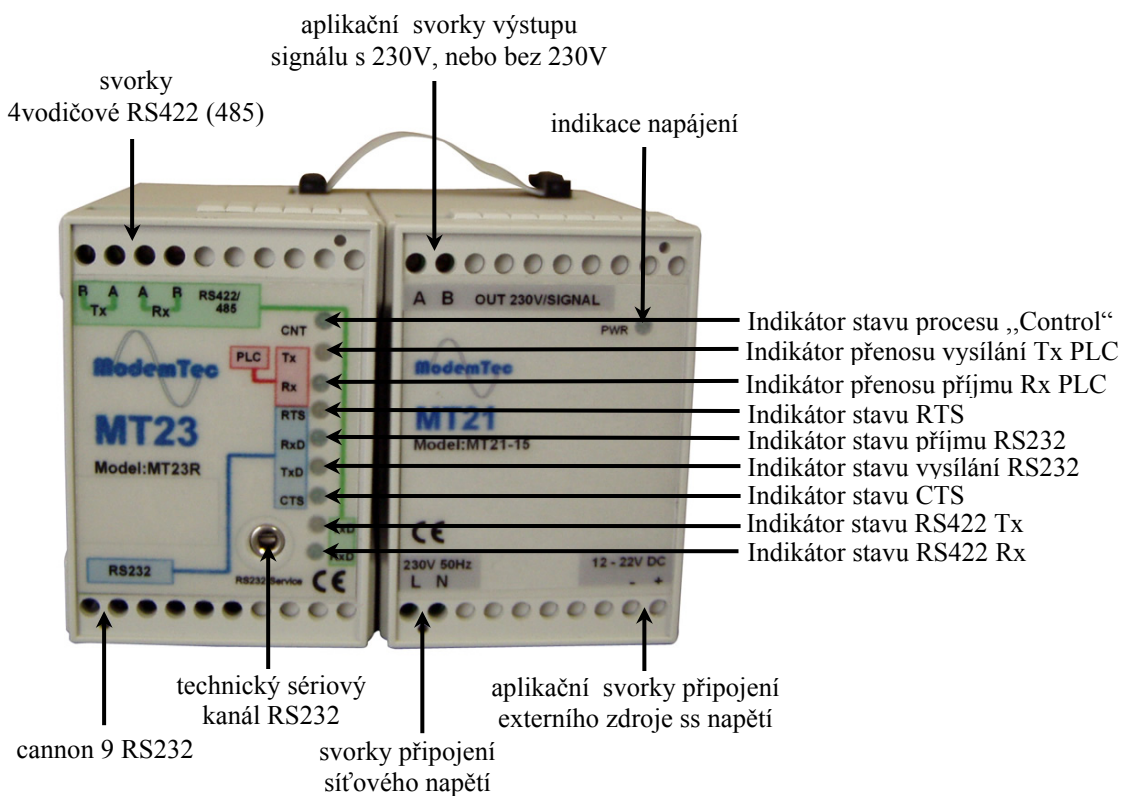 aplikační svorky výstupu
signálu s 230V, nebo bez 230V
svorky
4vodičové RS422 (485)
indikace napájení
B A A B RS422/
Tx Rx 485
CNT
PLC Tx
Rx
ModemTec
RTS
MT23
RxD
Model:MT23R
TxD
CTS
TxD
RxD
RS232
RS232 Service
CE
A B OUT 230V/SIGNAL
PWR
ModemTec
MT21
Model:MT21-15
CE
230V 50Hz 12 - 22V DC
L N - +
Indikátor stavu procesu ,,Control“
Indikátor přenosu vysílání Tx PLC
Indikátor přenosu příjmu Rx PLC
Indikátor stavu RTS
Indikátor stavu příjmu RS232
Indikátor stavu vysílání RS232
Indikátor stavu CTS
Indikátor stavu RS422 Tx
Indikátor stavu RS422 Rx
technický sériový
kanál RS232
aplikační svorky připojení
externího zdroje ss napětí
cannon 9 RS232
svorky připojení
síťového napětí